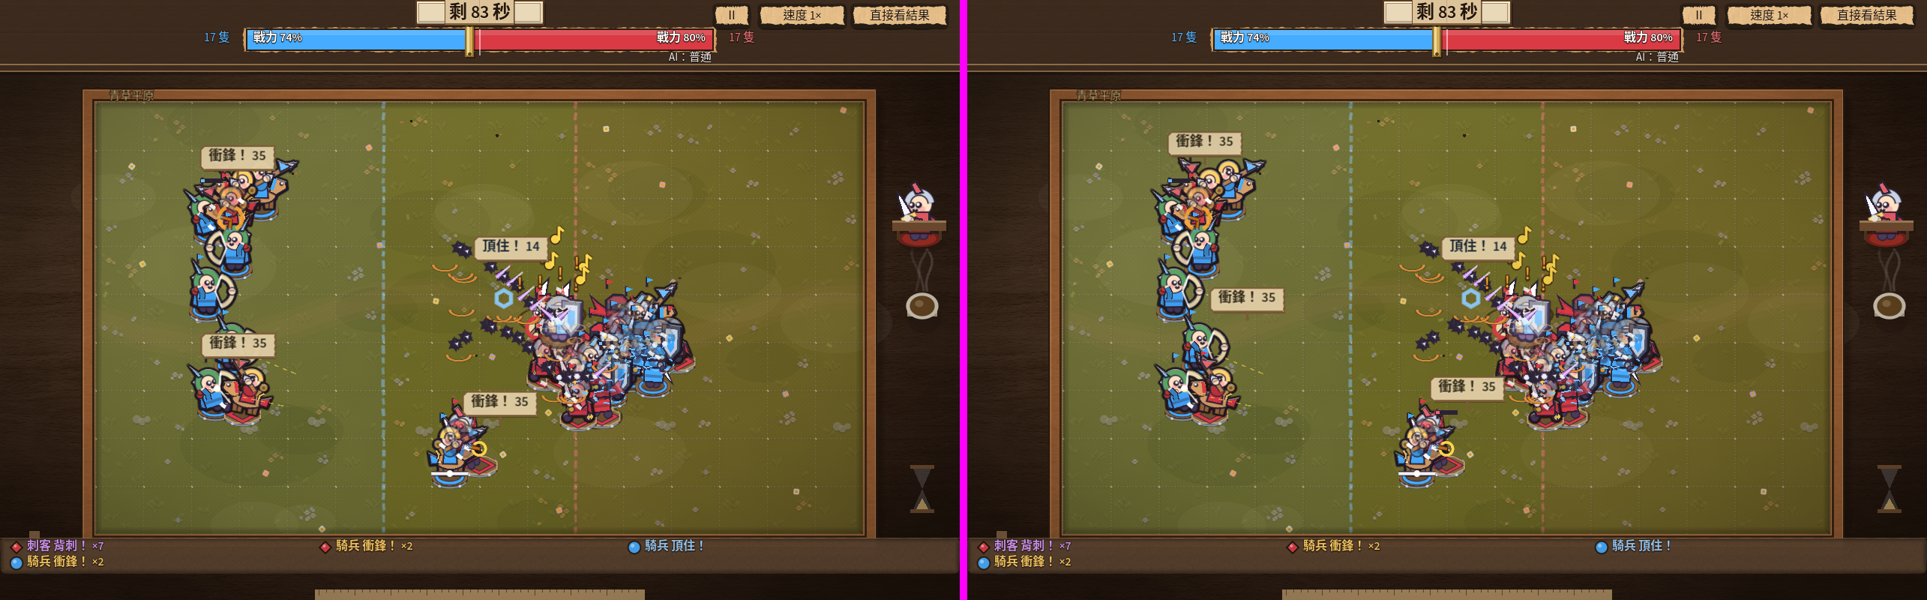 剩 83 秒
II
速度 1×
直接看結果
17 隻
戰力 74%
戰力 80%
17 隻
AI：普通
青草平原
衝鋒！ 35
頂住！ 14
衝鋒！ 35
衝鋒！ 35
刺客 背刺！ ×7
騎兵 衝鋒！ ×2
騎兵 頂住！
騎兵 衝鋒！ ×2
剩 83 秒
II
速度 1×
直接看結果
17 隻
戰力 74%
戰力 80%
17 隻
AI：普通
青草平原
衝鋒！ 35
頂住！ 14
衝鋒！ 35
衝鋒！ 35
刺客 背刺！ ×7
騎兵 衝鋒！ ×2
騎兵 頂住！
騎兵 衝鋒！ ×2